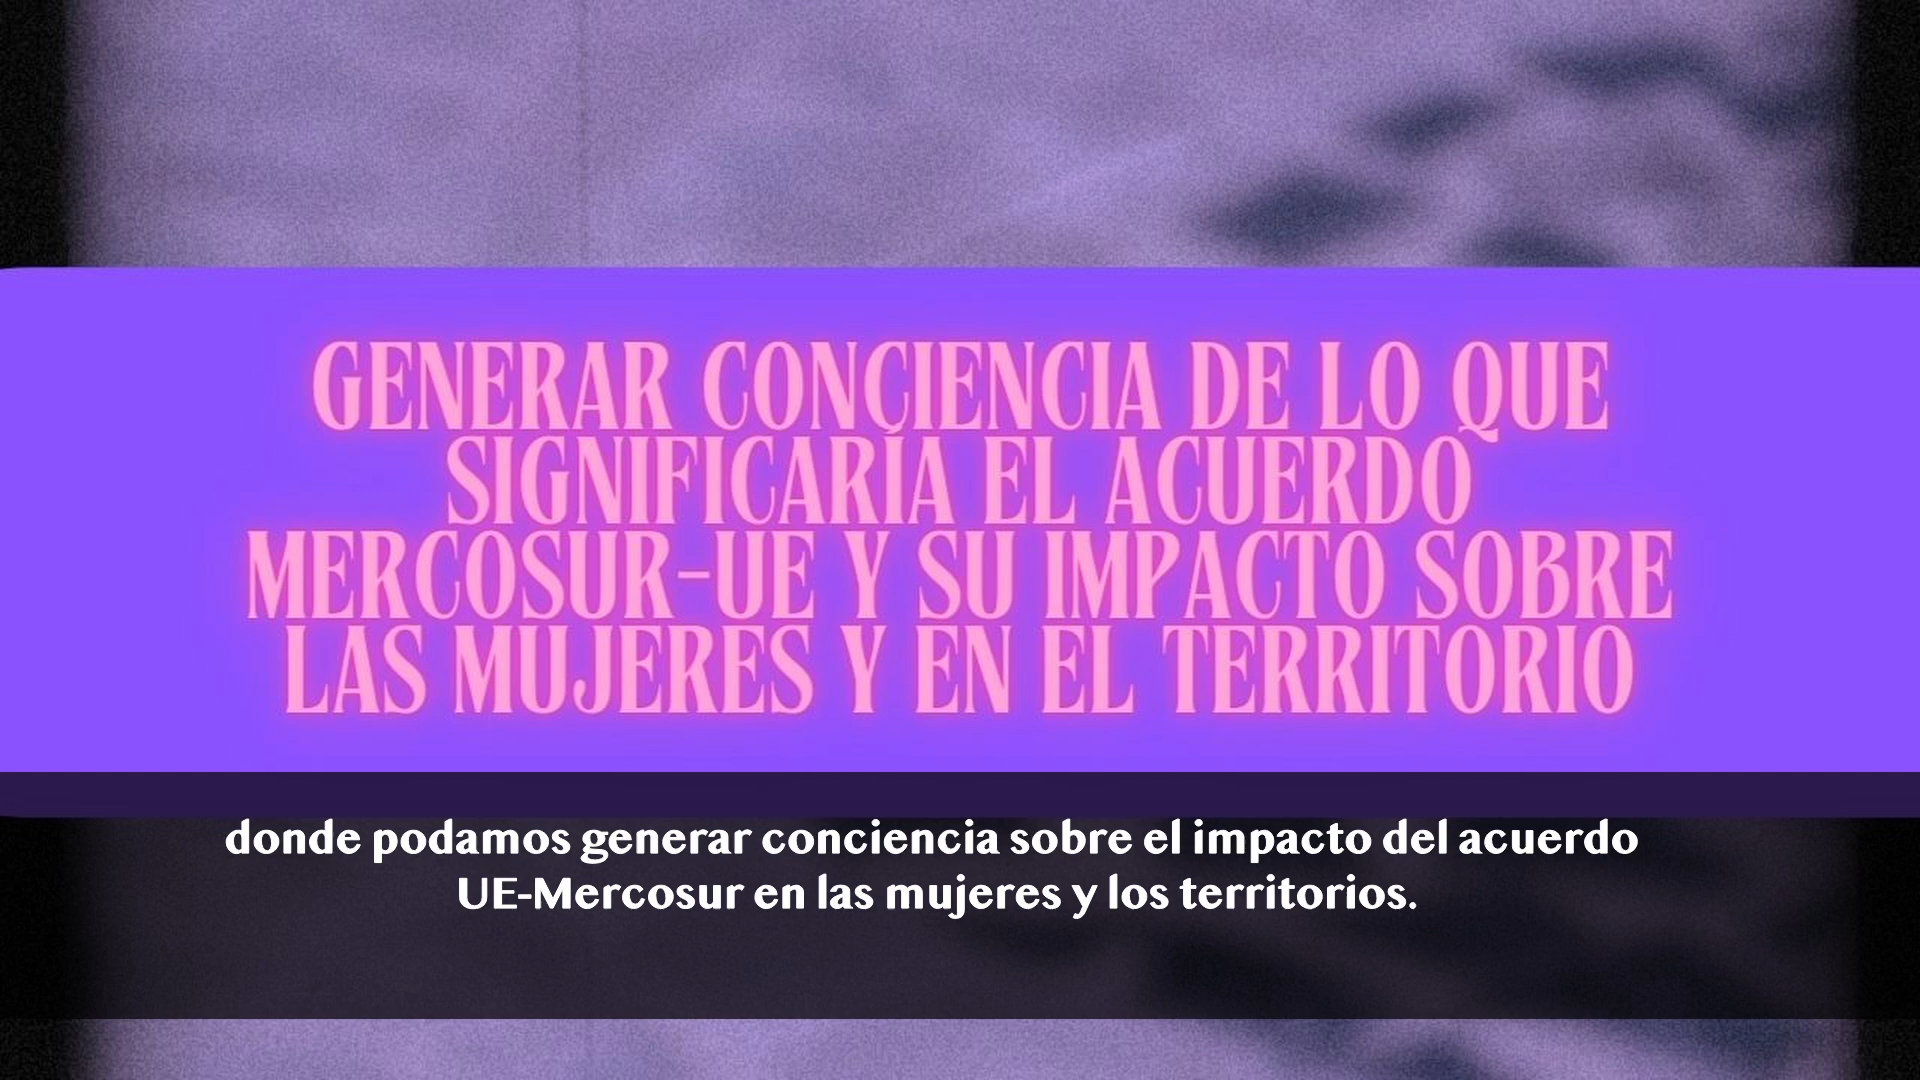 GENERAR CONCIENCIA DE LO QUE
SIGNIFICARÍA EL ACUERDO
MERCOSUR-UE Y SU IMPACTO SOBRE
LAS MUJERES Y EN EL TERRITORIO
donde podamos generar conciencia sobre el impacto del acuerdo
UE-Mercosur en las mujeres y los territorios.